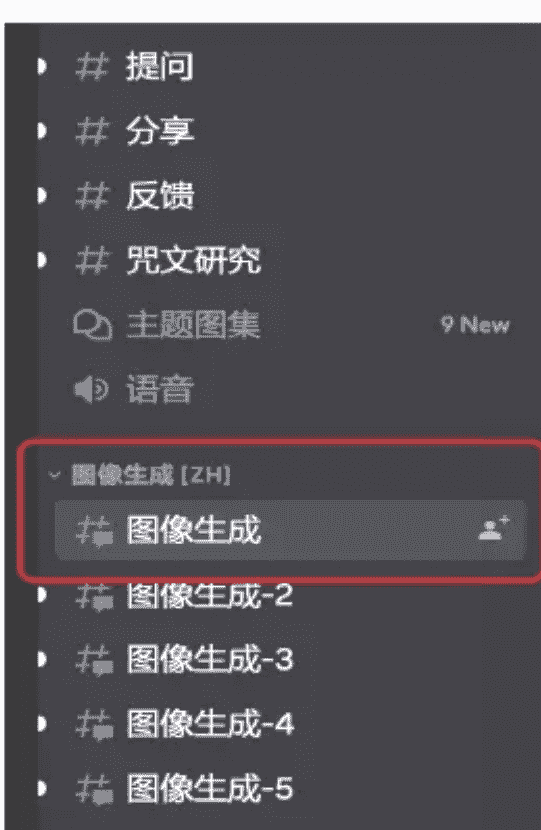 # 提问
# 分享
# 反馈
# 咒文研究
主题图集 9 New
语音
图像生成 [ZH]
# 图像生成
# 图像生成-2
# 图像生成-3
# 图像生成-4
# 图像生成-5